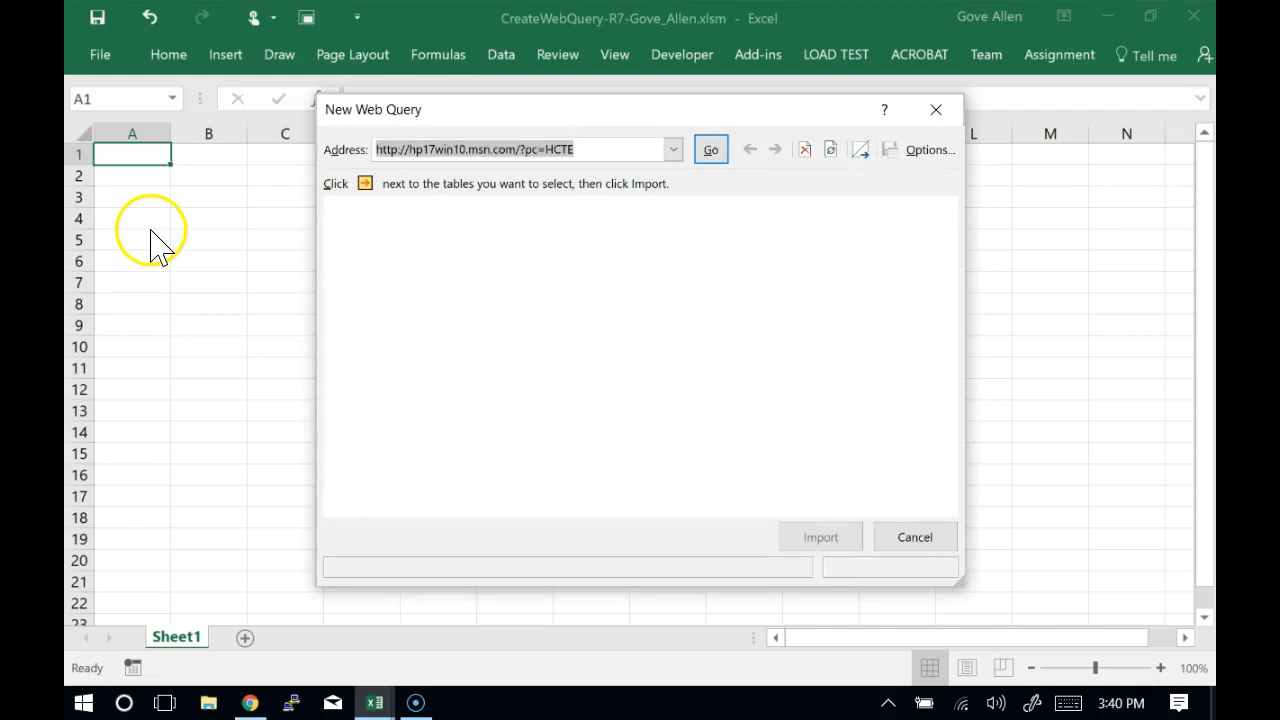 CreateWebQuery-R7-Gove_Allen.xlsm - Excel
Gove Allen
File Home Insert Draw Page Layout Formulas Data Review View Developer Add-ins LOAD TEST ACROBAT Team Assignment Tell me
A1
New Web Query
?
Address: http://hp17win10.msn.com/?pc=HCTE Go Options...
Click next to the tables you want to select, then click Import.
A B C L M N
1
2
3
4
5
6
7
8
9
10
11
12
13
14
15
16
17
18
19
20
21
22
23
Import Cancel
Sheet1
Ready 100%
3:40 PM